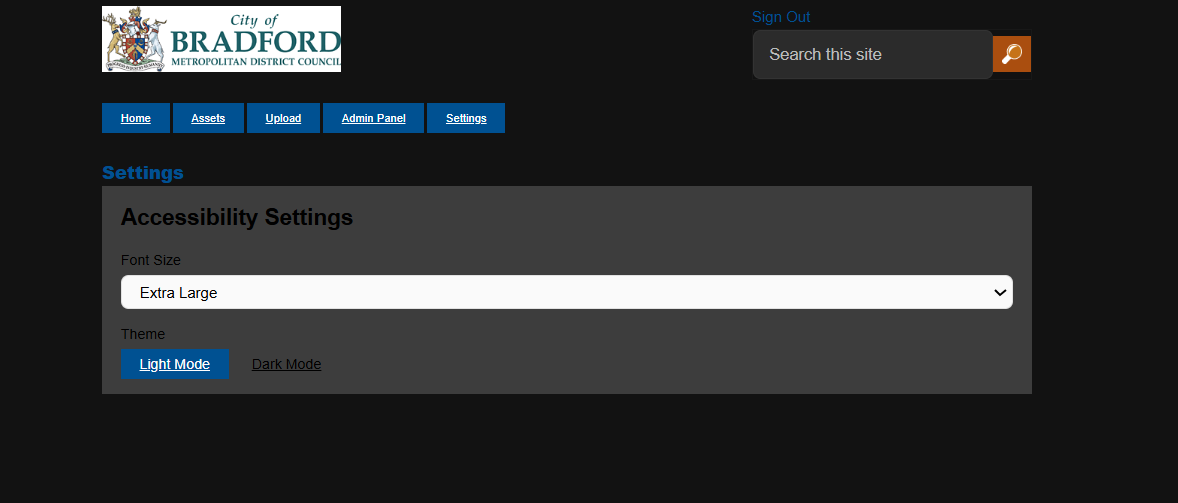 City of
BRADFORD
METROPOLITAN DISTRICT COUNCIL
Sign Out
Search this site
Home
Assets
Upload
Admin Panel
Settings
Settings
Accessibility Settings
Font Size
Extra Large
Theme
Light Mode
Dark Mode